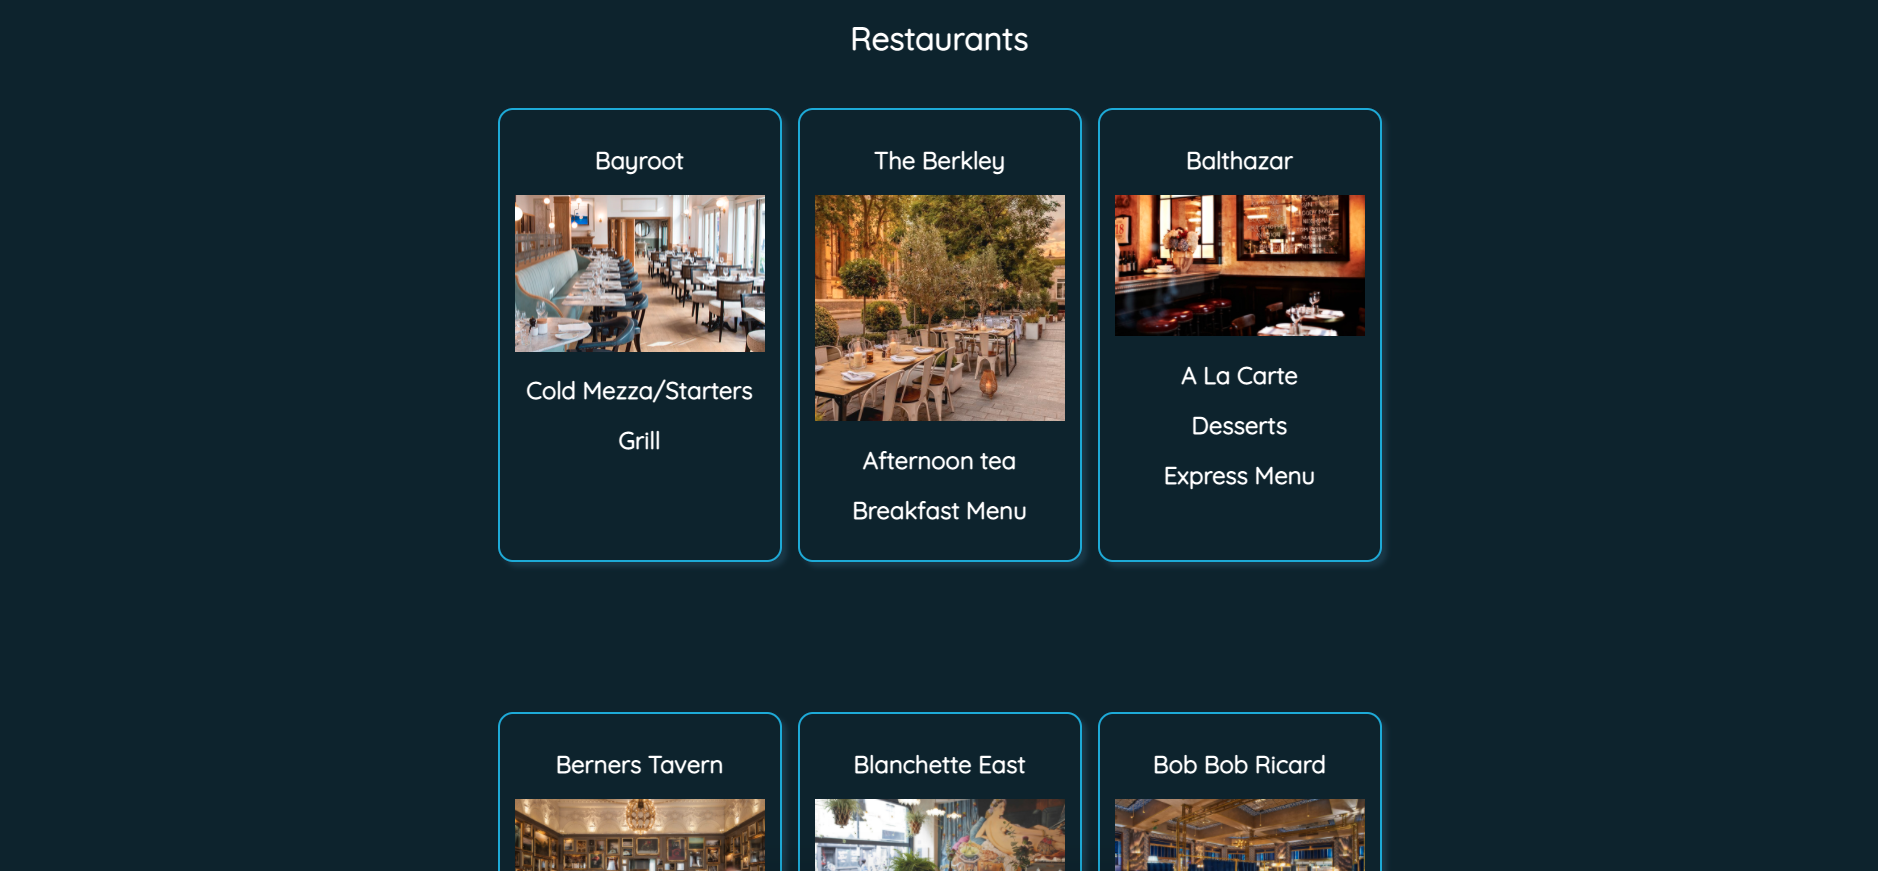 Restaurants
Bayroot
Cold Mezza/Starters
Grill
The Berkley
Afternoon tea
Breakfast Menu
Balthazar
A La Carte
Desserts
Express Menu
Berners Tavern
Blanchette East
Bob Bob Ricard